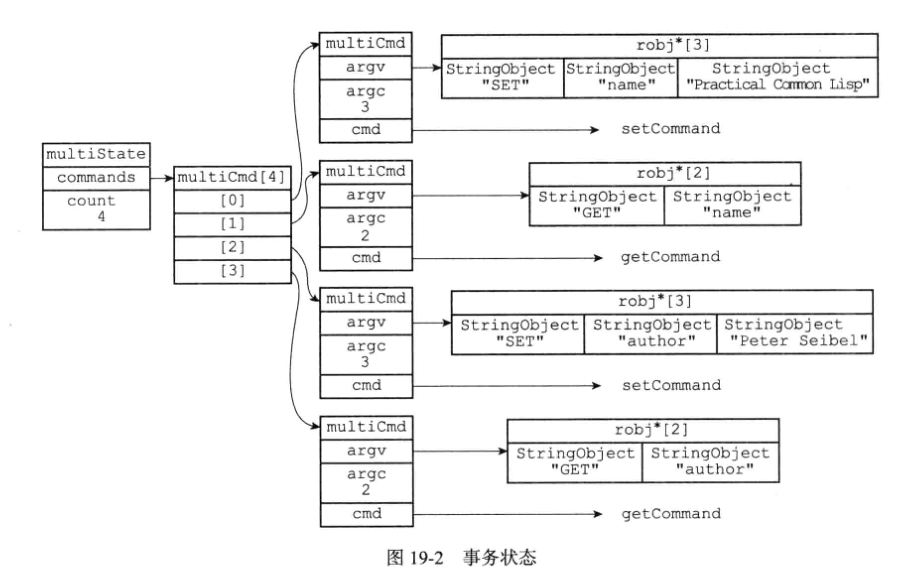 multiState
commands
count
4
multiCmd[4]
[0]
[1]
[2]
[3]
multiCmd
argv
argc
3
cmd
robj*[3]
StringObject "SET"
StringObject "name"
StringObject "Practical Common Lisp"
setCommand
multiCmd
argv
argc
2
cmd
robj*[2]
StringObject "GET"
StringObject "name"
getCommand
multiCmd
argv
argc
3
cmd
robj*[3]
StringObject "SET"
StringObject "author"
StringObject "Peter Seibel"
setCommand
multiCmd
argv
argc
2
cmd
robj*[2]
StringObject "GET"
StringObject "author"
getCommand
图 19-2 事务状态